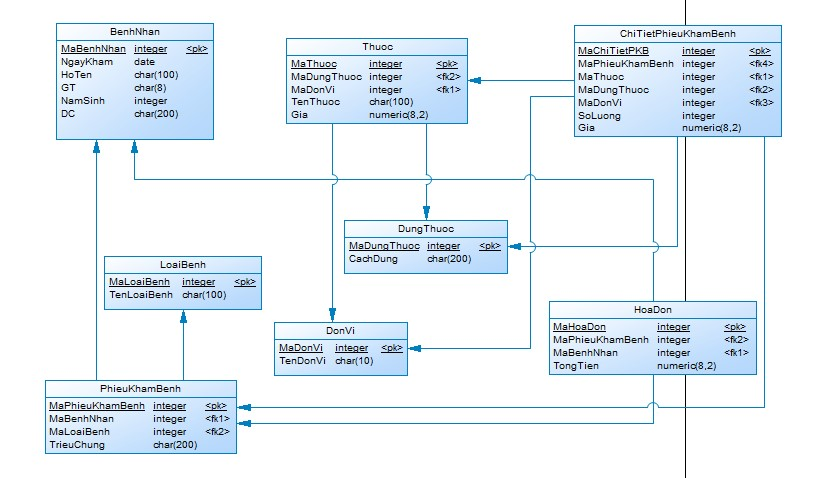 BenhNhan
MaBenhNhan integer <pk>
NgayKham date
HoTen char(100)
GT char(8)
NamSinh integer
DC char(200)
Thuoc
MaThuoc integer <pk>
MaDungThuoc integer <fk2>
MaDonVi integer <fk1>
TenThuoc char(100)
Gia numeric(8,2)
ChiTietPhieuKhamBenh
MaChiTietPKB integer <pk>
MaPhieuKhamBenh integer <fk4>
MaThuoc integer <fk1>
MaDungThuoc integer <fk2>
MaDonVi integer <fk3>
SoLuong integer
Gia numeric(8,2)
DungThuoc
MaDungThuoc integer <pk>
CachDung char(200)
LoaiBenh
MaLoaiBenh integer <pk>
TenLoaiBenh char(100)
DonVi
MaDonVi integer <pk>
TenDonVi char(10)
HoaDon
MaHoaDon integer <pk>
MaPhieuKhamBenh integer <fk2>
MaBenhNhan integer <fk1>
TongTien numeric(8,2)
PhieuKhamBenh
MaPhieuKhamBenh integer <pk>
MaBenhNhan integer <fk1>
MaLoaiBenh integer <fk2>
TrieuChung char(200)